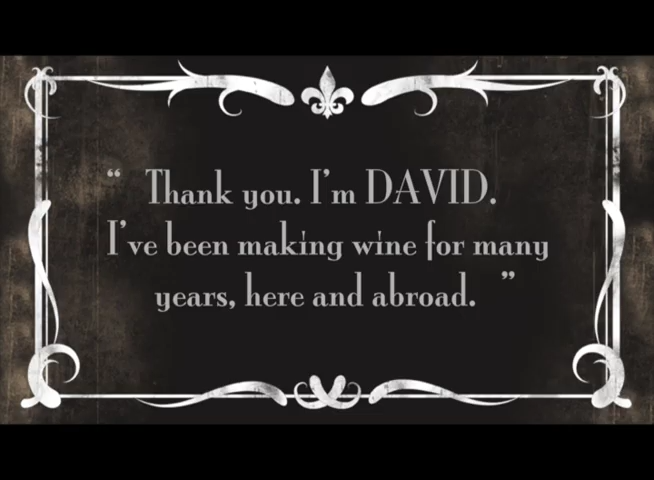 “ Thank you. I’m DAVID.
I’ve been making wine for many
years, here and abroad. ”